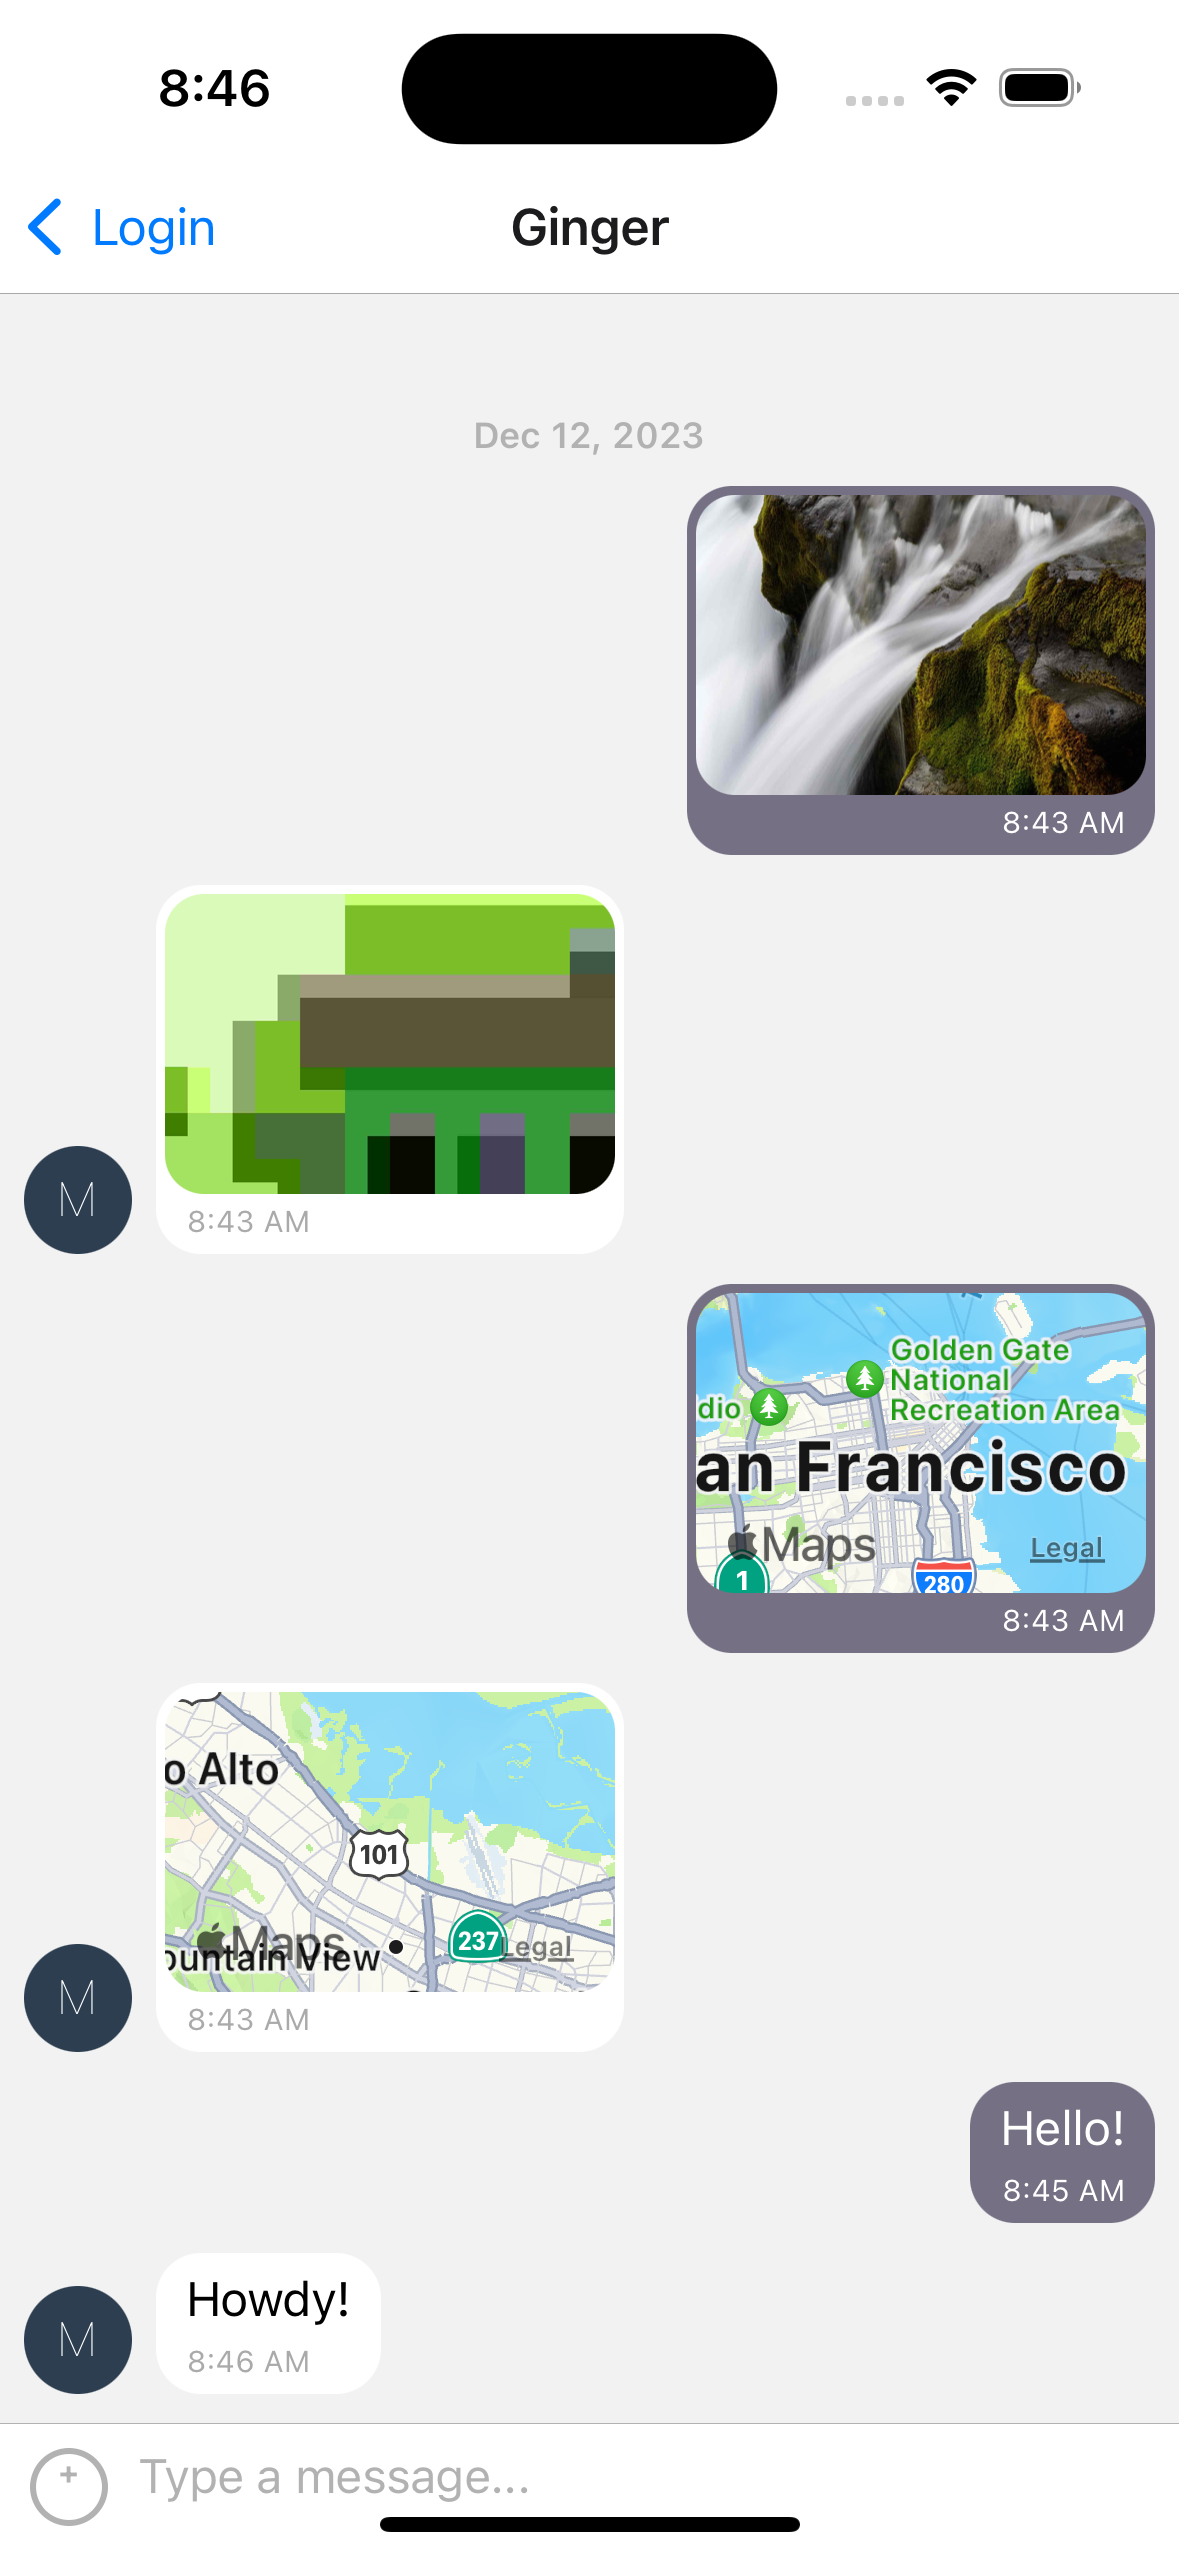 8:46
Login
Ginger
Dec 12, 2023
8:43 AM
M
8:43 AM
Golden Gate
National
Recreation Area
dio
an Francisco
Maps
Legal
1
280
8:43 AM
o Alto
101
237
Maps
Legal
ountain View
M
8:43 AM
Hello!
8:45 AM
Howdy!
M
8:46 AM
+
Type a message...